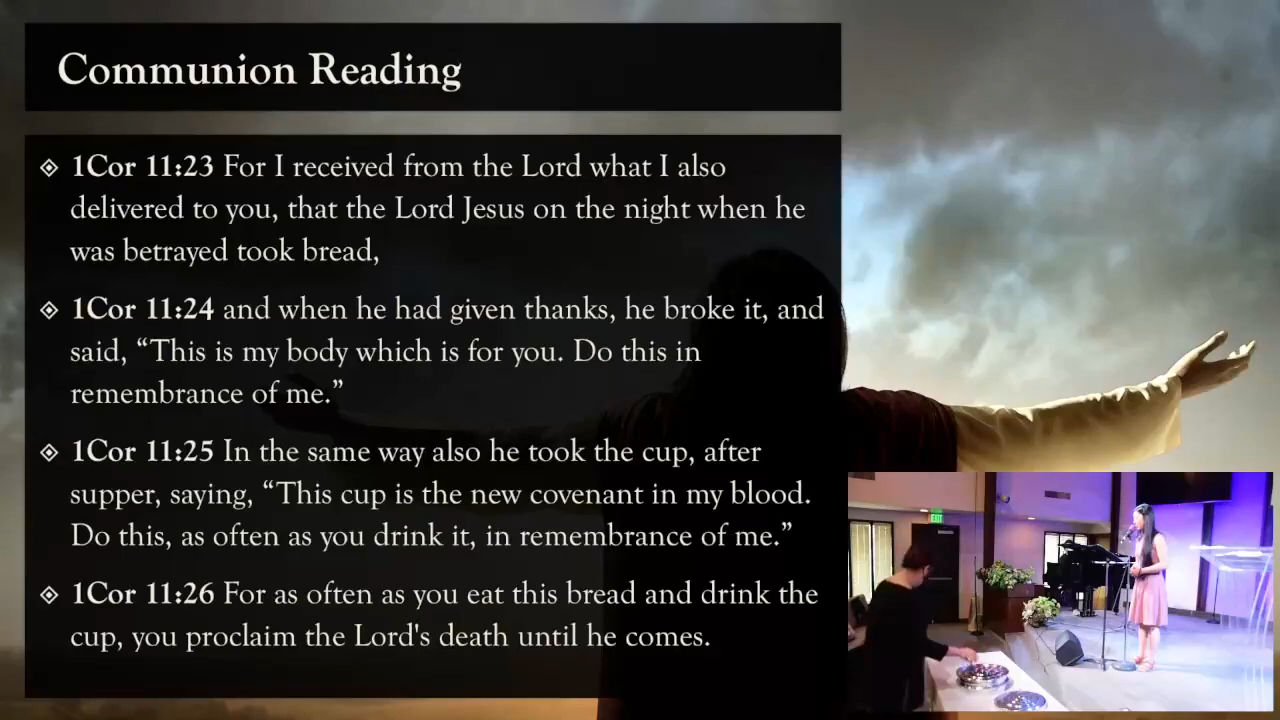 Communion Reading
1Cor 11:23 For I received from the Lord what I also
delivered to you, that the Lord Jesus on the night when he
was betrayed took bread,
1Cor 11:24 and when he had given thanks, he broke it, and
said, “This is my body which is for you. Do this in
remembrance of me.”
1Cor 11:25 In the same way also he took the cup, after
supper, saying, “This cup is the new covenant in my blood.
Do this, as often as you drink it, in remembrance of me.”
1Cor 11:26 For as often as you eat this bread and drink the
cup, you proclaim the Lord's death until he comes.
EXIT